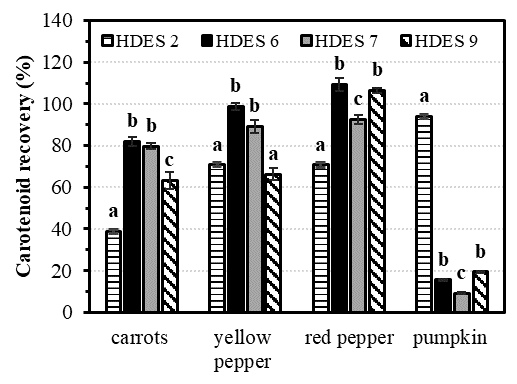 140
HDES 2 HDES 6 HDES 7 HDES 9
120
100
80
60
40
20
0
Carotenoid recovery (%)
a b b c
a b b a
a b c b
a b c b
carrots yellow pepper red pepper pumpkin